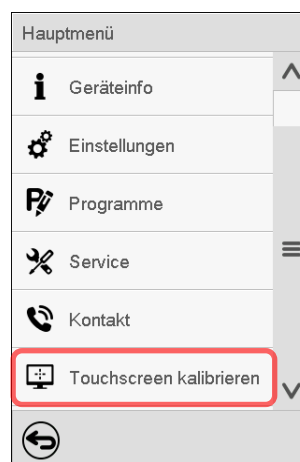 Hauptmenü
Geräteinfo
Einstellungen
Programme
Service
Kontakt
Touchscreen kalibrieren